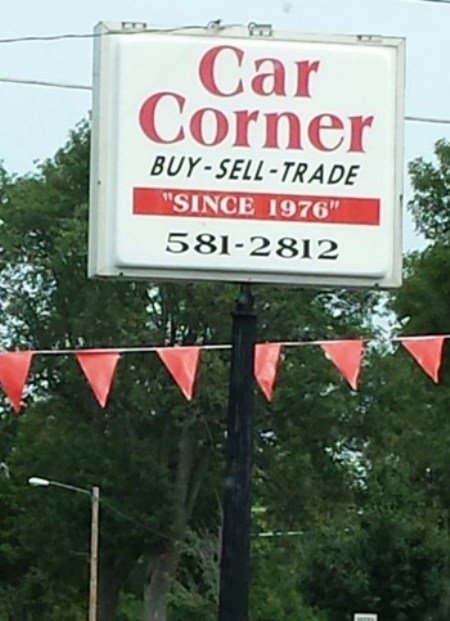 Car
Corner
BUY-SELL-TRADE
"SINCE 1976"
581-2812